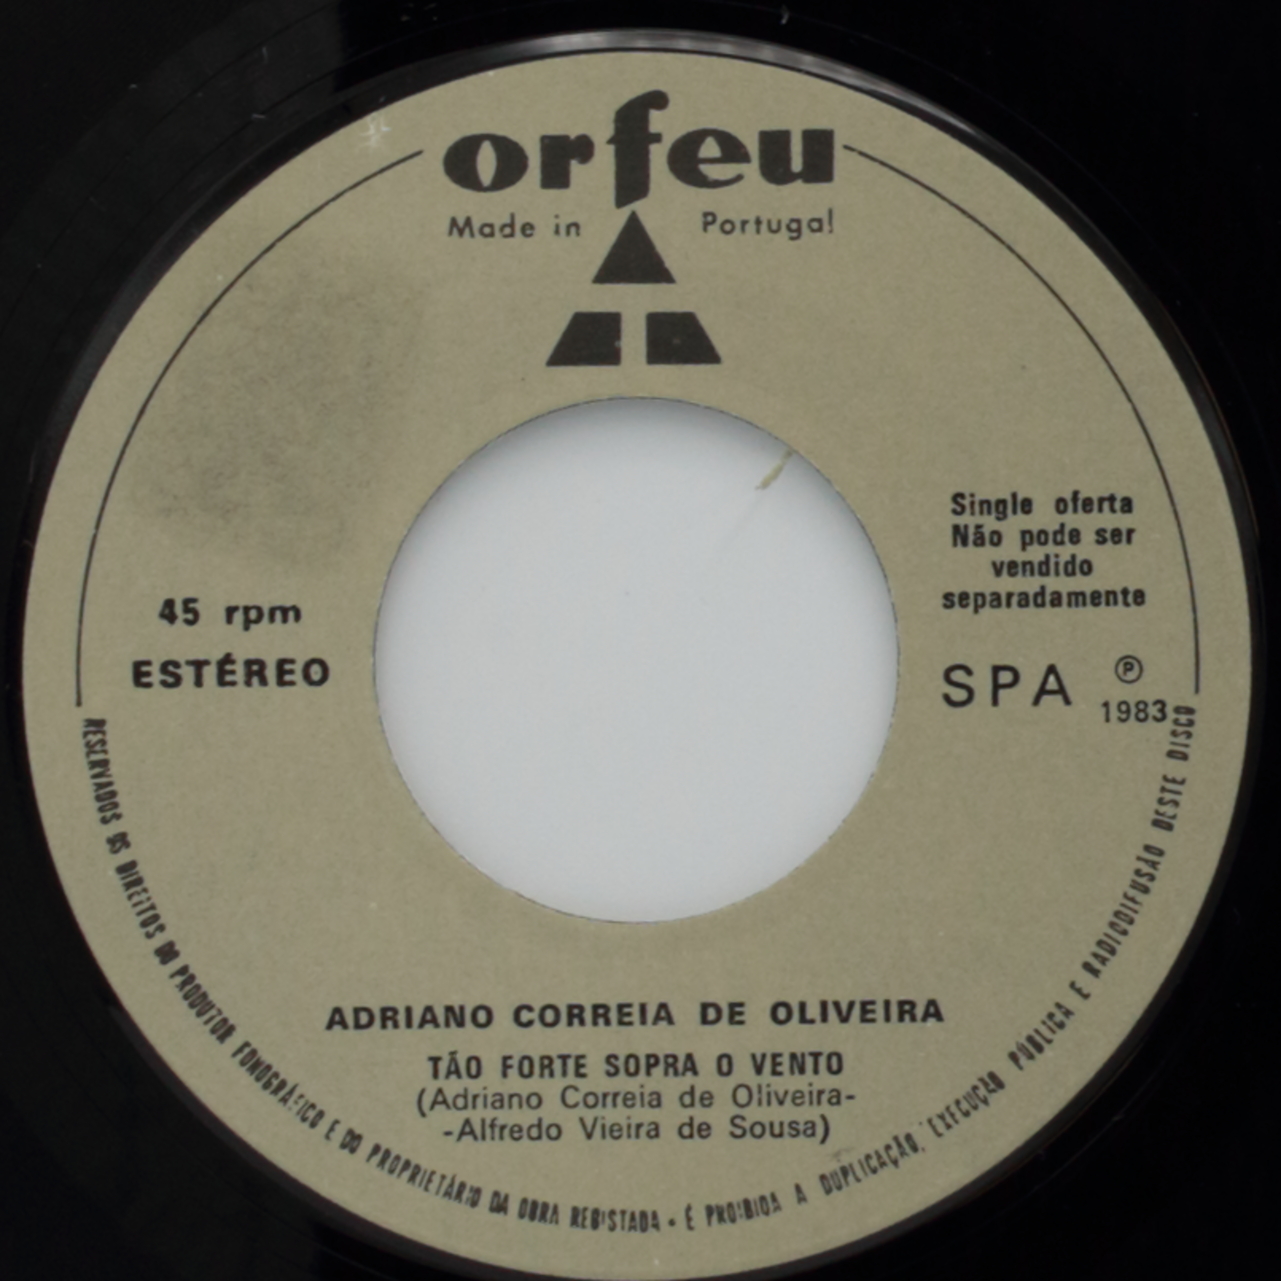 orfeu
Made in Portugal
Single oferta
Não pode ser
vendido
separadamente
45 rpm
ESTÉREO
SPA
Ⓟ
1983
ADRIANO CORREIA DE OLIVEIRA
TÃO FORTE SOPRA O VENTO
(Adriano Correia de Oliveira-
-Alfredo Vieira de Sousa)
RESERVADOS OS DIREITOS DO PRODUTOR FONOGRÁFICO E DO PROPRIETÁRIO DA OBRA REGISTADA • É PROIBIDA A DUPLICAÇÃO, EXECUÇÃO PÚBLICA E RADIODIFUSÃO DESTE DISCO